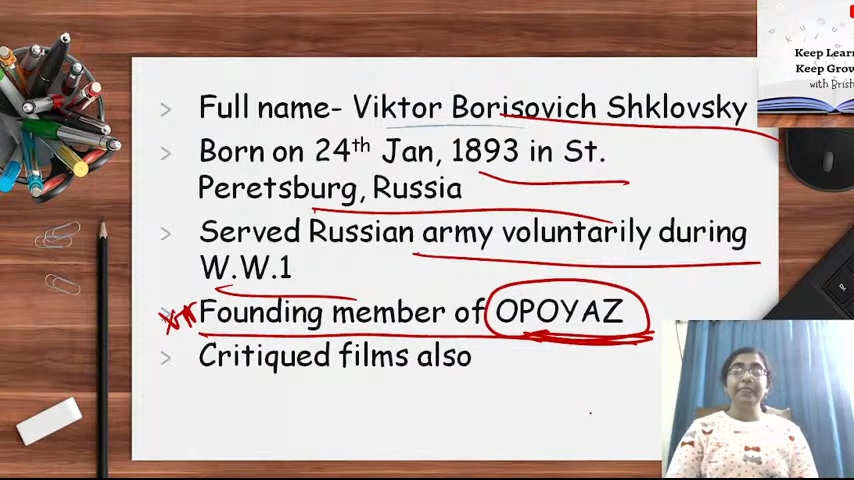 Keep Lear
Keep Grow
with Brish
Full name- Viktor Borisovich Shklovsky
Born on 24th Jan, 1893 in St.
Peretsburg, Russia
Served Russian army voluntarily during
W.W.1
Founding member of OPOYAZ
Critiqued films also